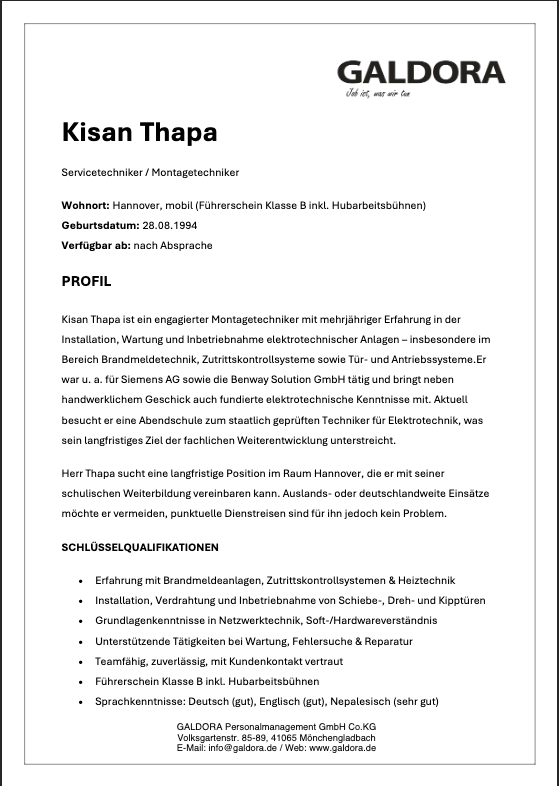 GALDORA
Job ist, was wir tun
Kisan Thapa
Servicetechniker / Montagetechniker
Wohnort: Hannover, mobil (Führerschein Klasse B inkl. Hubarbeitsbühnen)
Geburtsdatum: 28.08.1994
Verfügbar ab: nach Absprache
PROFIL
Kisan Thapa ist ein engagierter Montagetechniker mit mehrjähriger Erfahrung in der
Installation, Wartung und Inbetriebnahme elektrotechnischer Anlagen – insbesondere im
Bereich Brandmeldetechnik, Zutrittskontrollsysteme sowie Tür- und Antriebssysteme.Er
war u. a. für Siemens AG sowie die Benway Solution GmbH tätig und bringt neben
handwerklichem Geschick auch fundierte elektrotechnische Kenntnisse mit. Aktuell
besucht er eine Abendschule zum staatlich geprüften Techniker für Elektrotechnik, was
sein langfristiges Ziel der fachlichen Weiterentwicklung unterstreicht.
Herr Thapa sucht eine langfristige Position im Raum Hannover, die er mit seiner
schulischen Weiterbildung vereinbaren kann. Auslands- oder deutschlandweite Einsätze
möchte er vermeiden, punktuelle Dienstreisen sind für ihn jedoch kein Problem.
SCHLÜSSELQUALIFIKATIONEN
• Erfahrung mit Brandmeldeanlagen, Zutrittskontrollsystemen & Heiztechnik
• Installation, Verdrahtung und Inbetriebnahme von Schiebe-, Dreh- und Kipptüren
• Grundlagenkenntnisse in Netzwerktechnik, Soft-/Hardwareverständnis
• Unterstützende Tätigkeiten bei Wartung, Fehlersuche & Reparatur
• Teamfähig, zuverlässig, mit Kundenkontakt vertraut
• Führerschein Klasse B inkl. Hubarbeitsbühnen
• Sprachkenntnisse: Deutsch (gut), Englisch (gut), Nepalesisch (sehr gut)
GALDORA Personalmanagement GmbH Co.KG
Volksgartenstr. 85-89, 41065 Mönchengladbach
E-Mail: info@galdora.de / Web: www.galdora.de